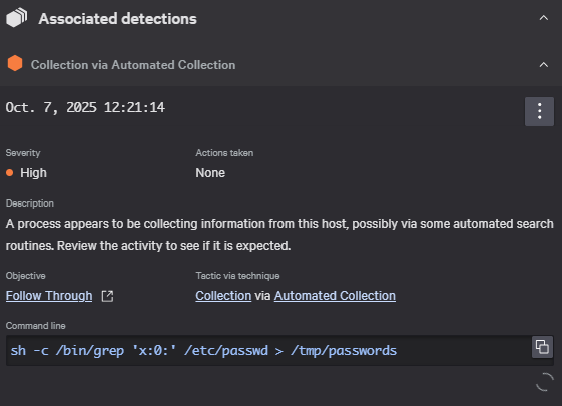 Associated detections
Collection via Automated Collection
Oct. 7, 2025 12:21:14
Severity
Actions taken
High
None
Description
A process appears to be collecting information from this host, possibly via some automated search
routines. Review the activity to see if it is expected.
Objective
Tactic via technique
Follow Through
Collection via Automated Collection
Command line
sh -c /bin/grep 'x:0:' /etc/passwd > /tmp/passwords